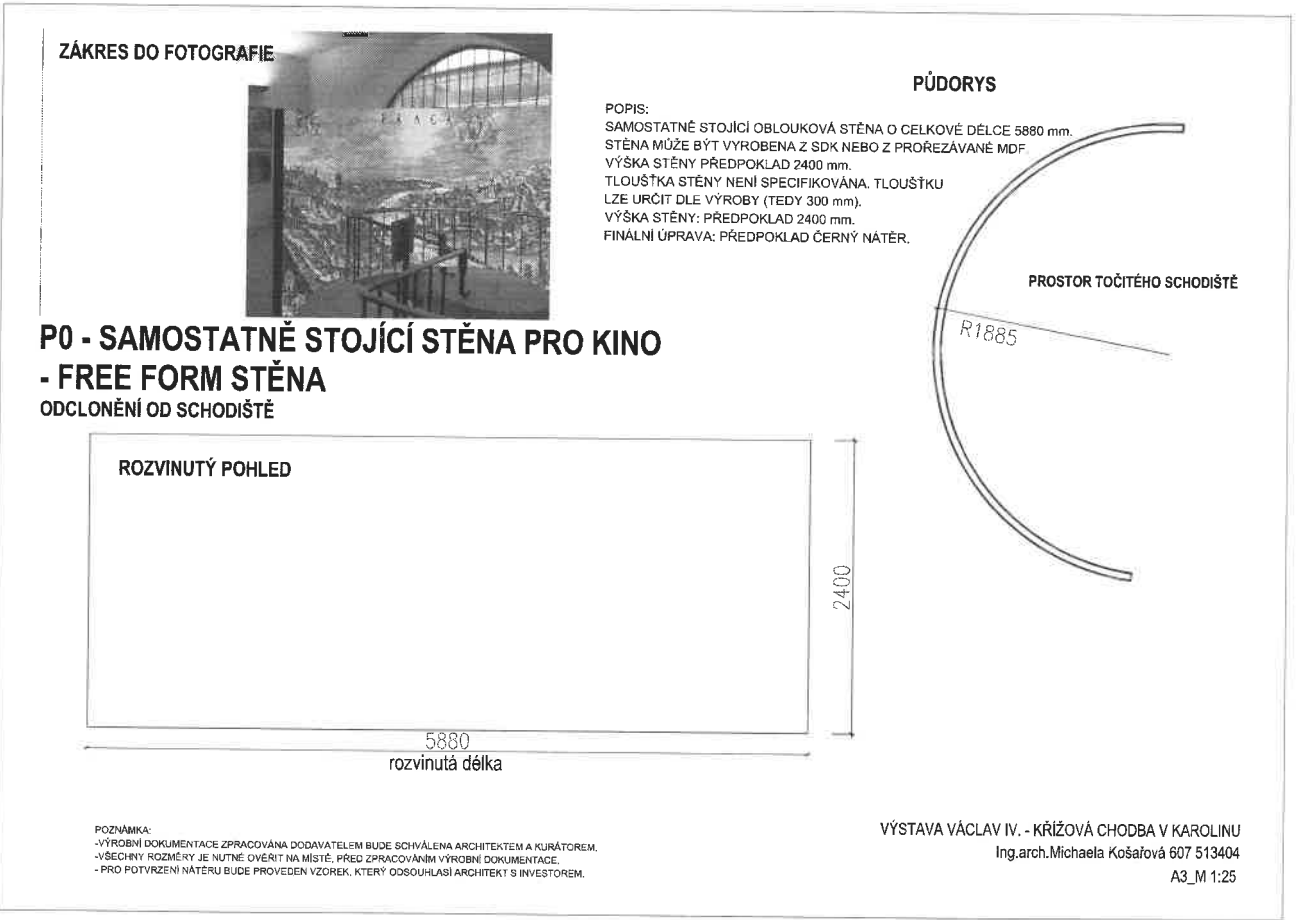 ZÁKRES DO FOTOGRAFIE
PŮDORYS
POPIS:
SAMOSTATNĚ STOJÍCÍ OBLOUKOVÁ STĚNA O CELKOVÉ DÉLCE 5880 mm.
STĚNA MŮŽE BÝT VYROBENA Z SDK NEBO Z PROŘEZÁVANÉ MDF.
VÝŠKA STĚNY PŘEDPOKLAD 2400 mm.
TLOUŠŤKA STĚNY NENÍ SPECIFIKOVÁNA. TLOUŠŤKU
LZE URČIT DLE VÝROBY (TEDY 300 mm).
VÝŠKA STĚNY: PŘEDPOKLAD 2400 mm.
FINÁLNÍ ÚPRAVA: PŘEDPOKLAD ČERNÝ NÁTĚR.
PROSTOR TOČITÉHO SCHODIŠTĚ
R1885
P0 - SAMOSTATNĚ STOJÍCÍ STĚNA PRO KINO
- FREE FORM STĚNA
ODCLONĚNÍ OD SCHODIŠTĚ
ROZVINUTÝ POHLED
2400
5880
rozvinutá délka
POZNÁMKA:
-VÝROBNÍ DOKUMENTACE ZPRACOVÁNA DODAVATELEM BUDE SCHVÁLENA ARCHITEKTEM A KURÁTOREM.
-VŠECHNY ROZMĚRY JE NUTNÉ OVĚŘIT NA MÍSTĚ, PŘED ZPRACOVÁNÍM VÝROBNÍ DOKUMENTACE.
- PRO POTVRZENÍ NÁTĚRU BUDE PROVEDEN VZOREK, KTERÝ ODSOUHLASÍ ARCHITEKT S INVESTOREM.
VÝSTAVA VÁCLAV IV. - KŘÍŽOVÁ CHODBA V KAROLINU
Ing.arch.Michaela Košařová 607 513404
A3_M 1:25